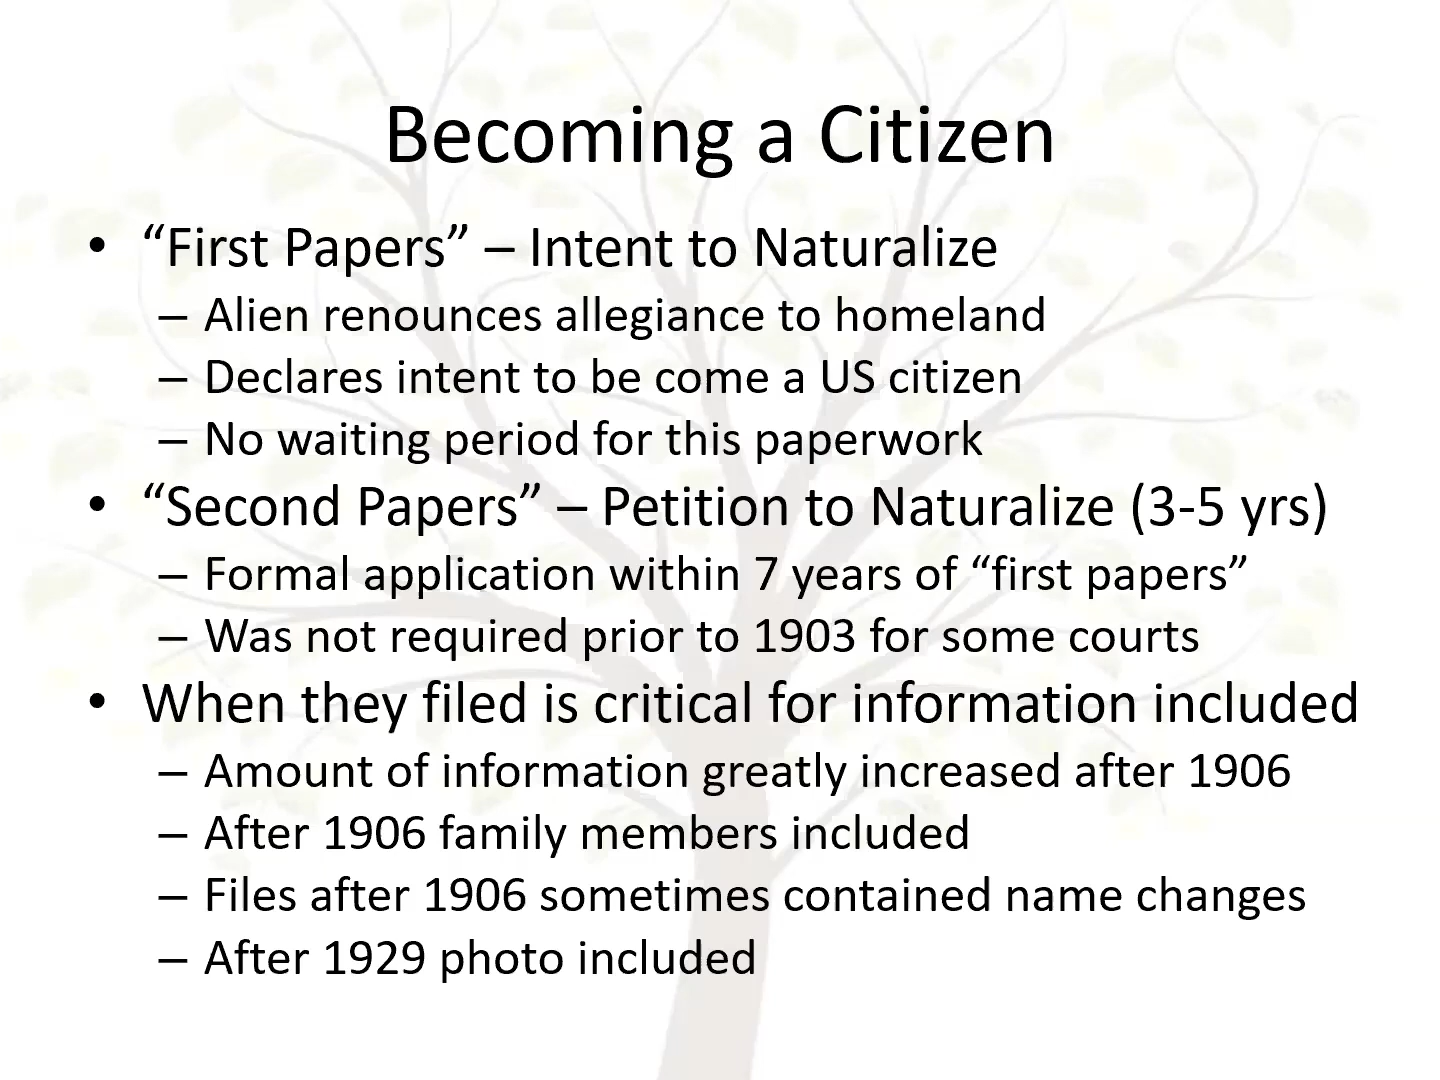 Becoming a Citizen
• “First Papers” – Intent to Naturalize
– Alien renounces allegiance to homeland
– Declares intent to be come a US citizen
– No waiting period for this paperwork
• “Second Papers” – Petition to Naturalize (3-5 yrs)
– Formal application within 7 years of “first papers”
– Was not required prior to 1903 for some courts
• When they filed is critical for information included
– Amount of information greatly increased after 1906
– After 1906 family members included
– Files after 1906 sometimes contained name changes
– After 1929 photo included